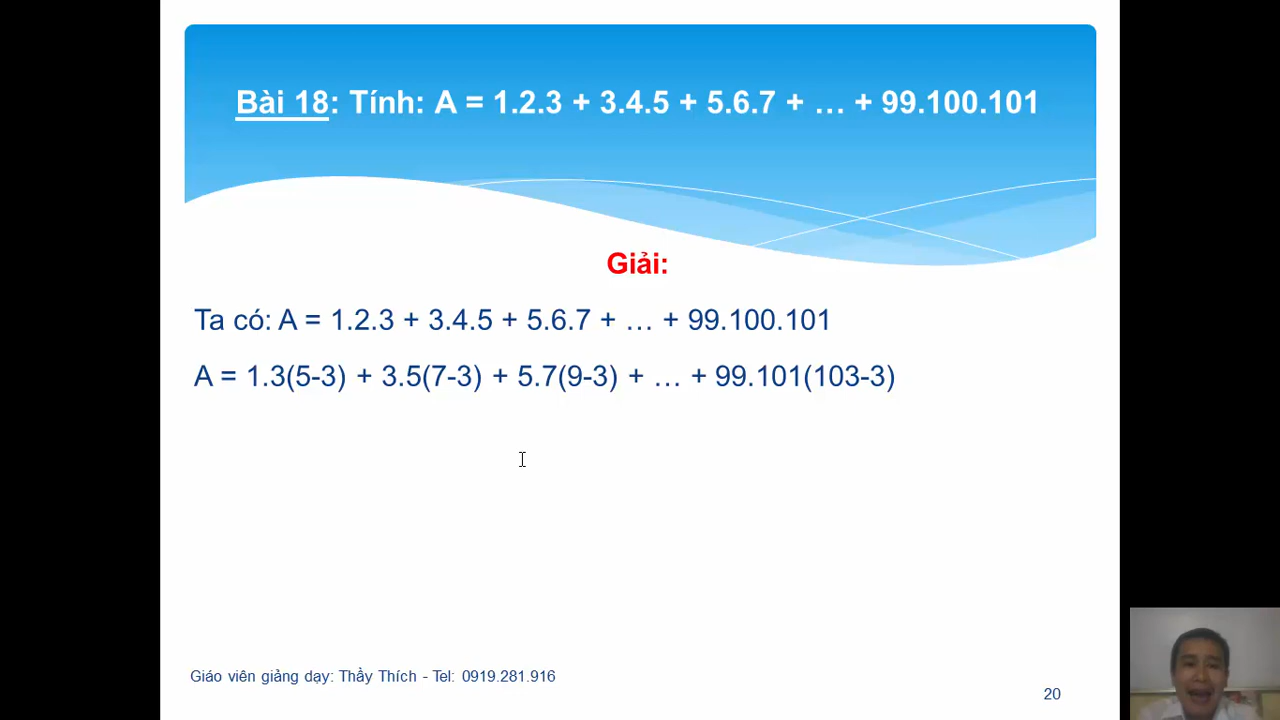 Bài 18: Tính: A = 1.2.3 + 3.4.5 + 5.6.7 + … + 99.100.101
Giải:
Ta có: A = 1.2.3 + 3.4.5 + 5.6.7 + … + 99.100.101
A = 1.3(5-3) + 3.5(7-3) + 5.7(9-3) + … + 99.101(103-3)
Giáo viên giảng dạy: Thầy Thích - Tel: 0919.281.916
20